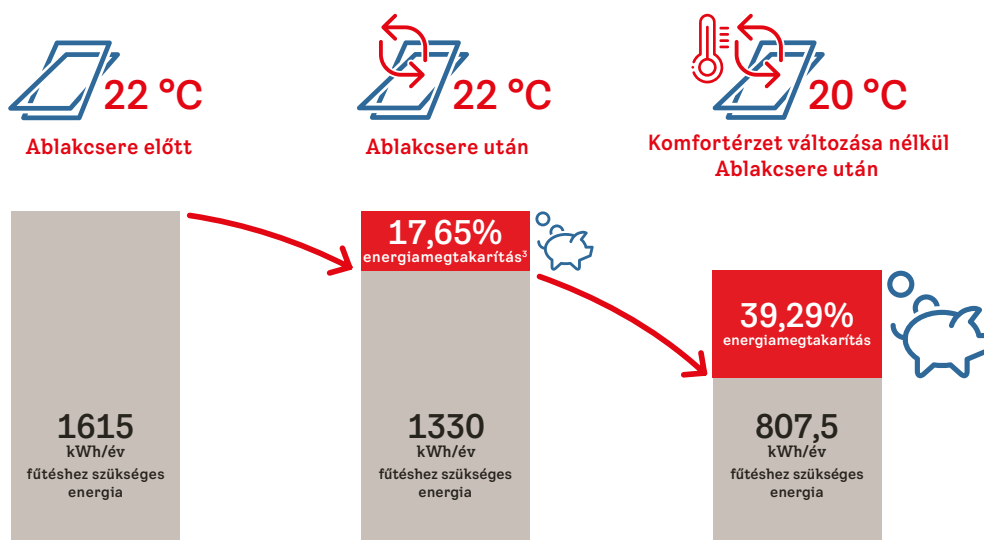 22 °C
Ablakcsere előtt
22 °C
Ablakcsere után
20 °C
Komfortérzet változása nélkül
Ablakcsere után
1615
kWh/év
fűtéshez szükséges
energia
17,65%
energiamegtakarítás³
1330
kWh/év
fűtéshez szükséges
energia
39,29%
energiamegtakarítás
807,5
kWh/év
fűtéshez szükséges
energia